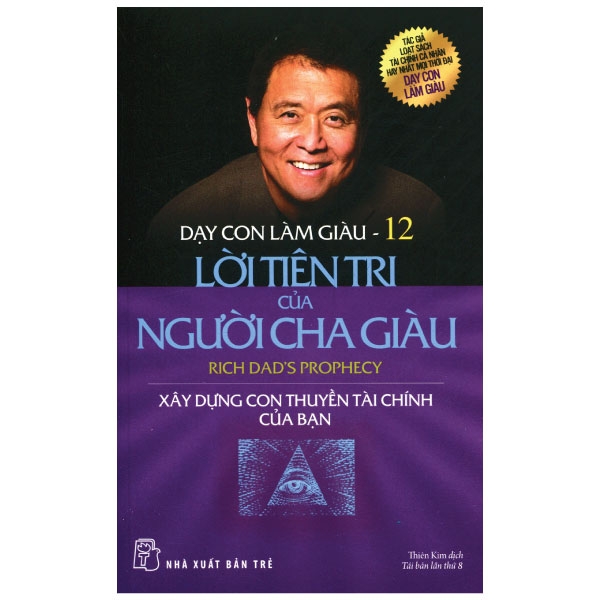 TÁC GIẢ
LOẠT SÁCH
TÀI CHÍNH CÁ NHÂN
HAY NHẤT MỌI THỜI ĐẠI
DẠY CON
LÀM GIÀU
DẠY CON LÀM GIÀU - 12
LỜI TIÊN TRI
CỦA
NGƯỜI CHA GIÀU
RICH DAD'S PROPHECY
XÂY DỰNG CON THUYỀN TÀI CHÍNH
CỦA BẠN
Thiên Kim dịch
Tái bản lần thứ 8
NHÀ XUẤT BẢN TRẺ